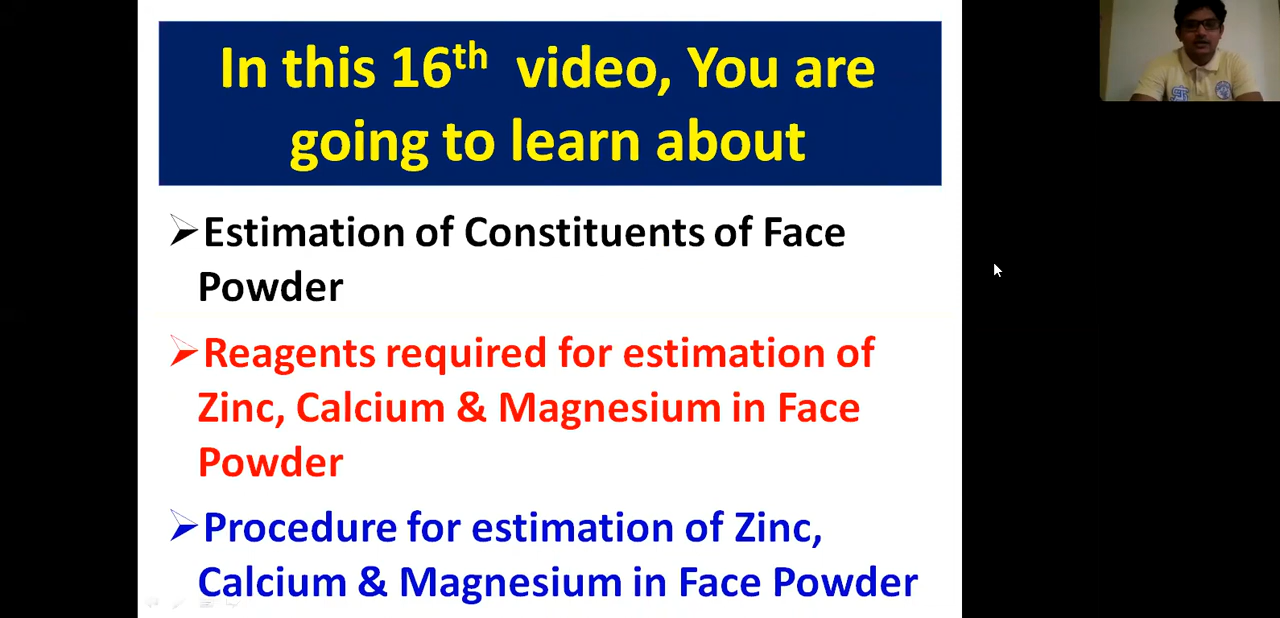 In this 16th video, You are
going to learn about
➢Estimation of Constituents of Face
Powder
➢Reagents required for estimation of
Zinc, Calcium & Magnesium in Face
Powder
➢Procedure for estimation of Zinc,
Calcium & Magnesium in Face Powder